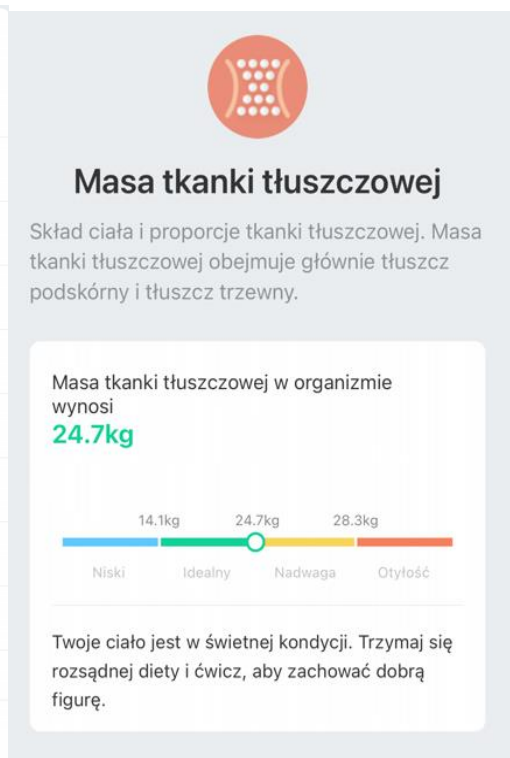 Masa tkanki tłuszczowej
Skład ciała i proporcje tkanki tłuszczowej. Masa
tkanki tłuszczowej obejmuje głównie tłuszcz
podskórny i tłuszcz trzewny.
Masa tkanki tłuszczowej w organizmie
wynosi
24.7kg
14.1kg 24.7kg 28.3kg
Niski Idealny Nadwaga Otyłość
Twoje ciało jest w świetnej kondycji. Trzymaj się
rozsądnej diety i ćwicz, aby zachować dobrą
figurę.